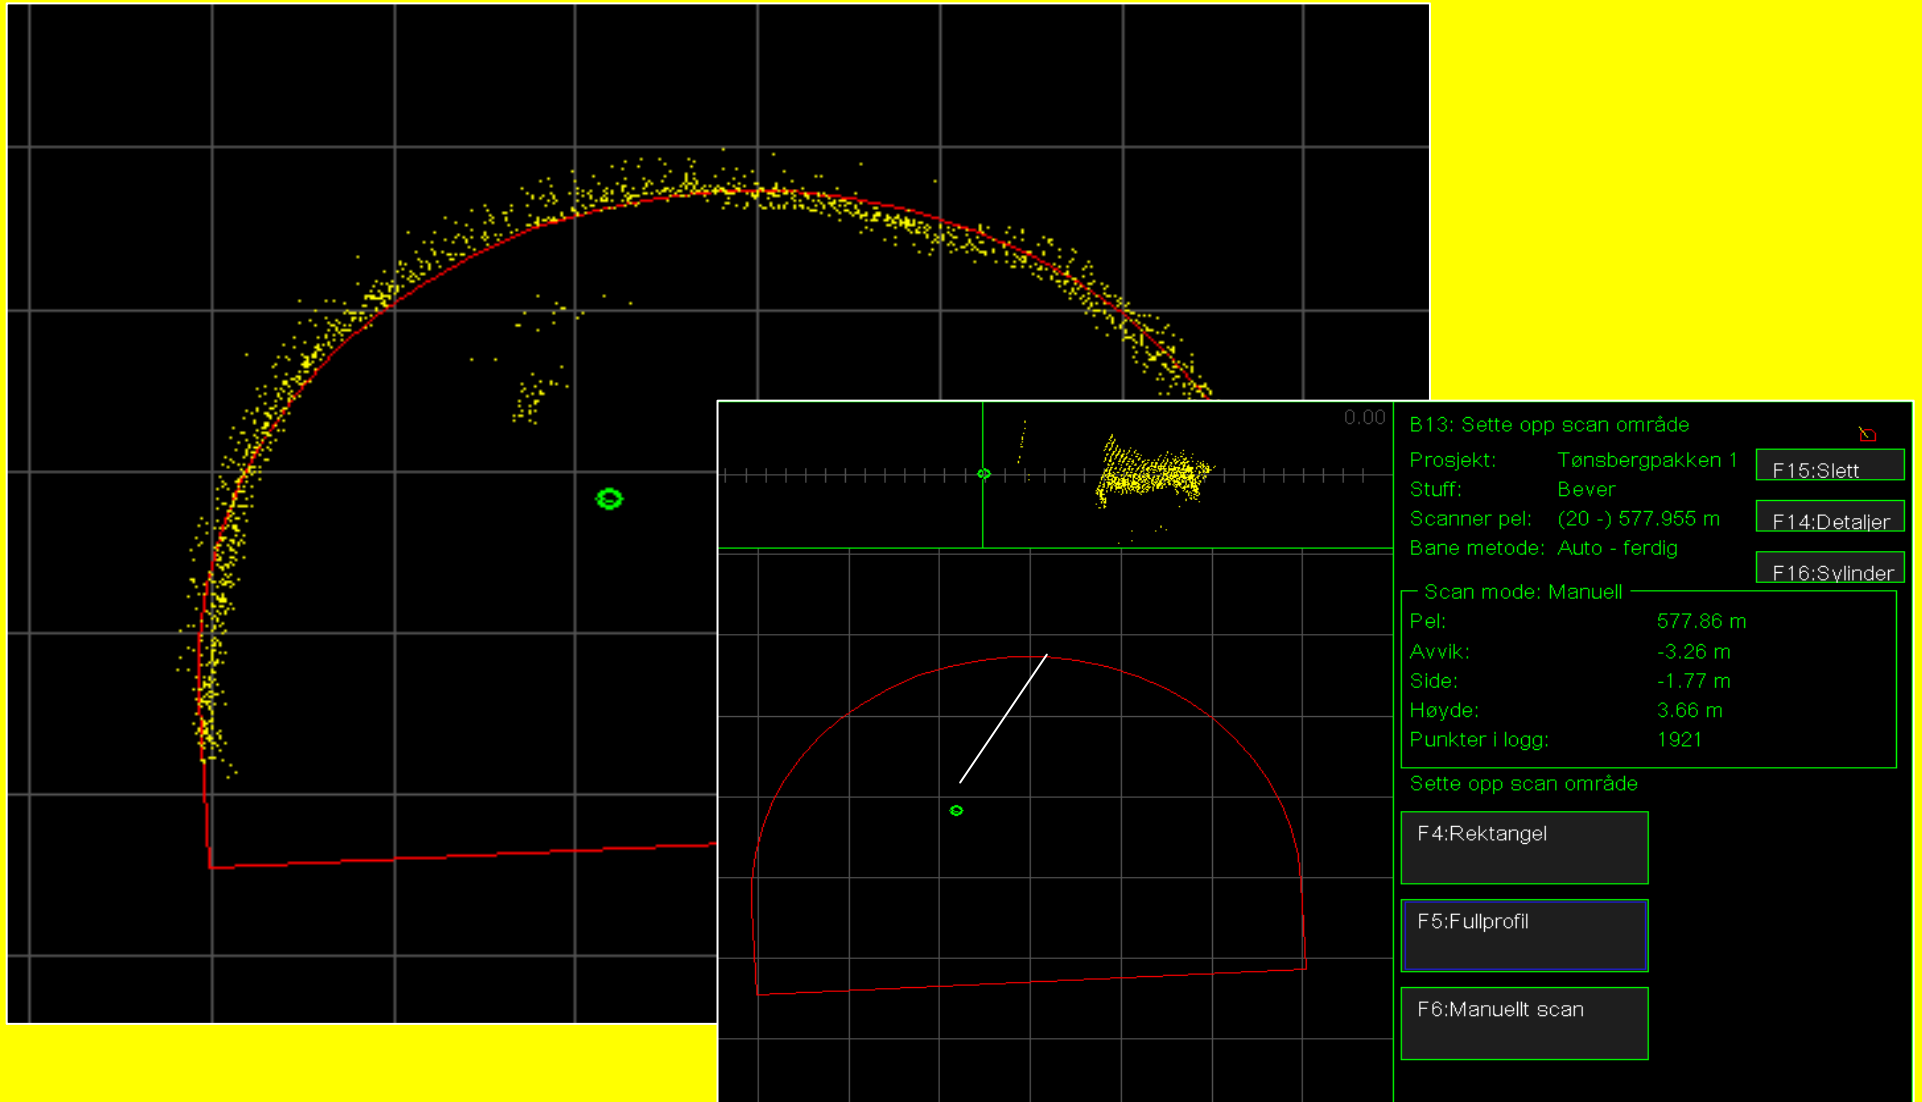 0.00
B13: Sette opp scan område
Prosjekt: Tønsbergpakken 1
Stuff: Bever
Scanner pel: (20 -) 577.955 m
Bane metode: Auto - ferdig
F15:Slett
F14:Detaljer
F16:Sylinder
Scan mode: Manuell
Pel: 577.86 m
Avvik: -3.26 m
Side: -1.77 m
Høyde: 3.66 m
Punkter i logg: 1921
Sette opp scan område
F4:Rektangel
F5:Fullprofil
F6:Manuellt scan